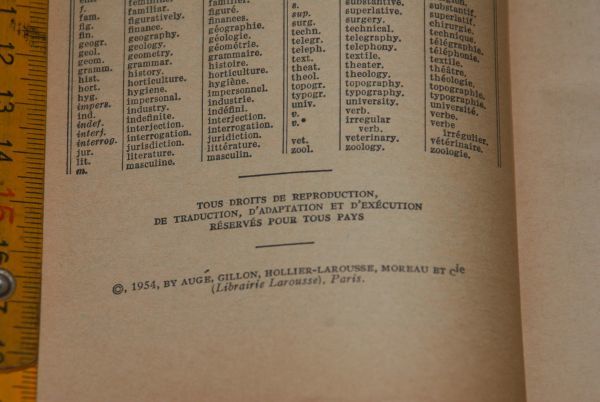 f. feminine. féminin. s. substantive. substantif.
fam. familiar. familier. sup. superlative. superlatif.
fig. figuratively. figuré. surg. surgery. chirurgie.
fin. finance. finances. techn. technical. technique.
geogr. geography. géographie. telegr. telegraphy. télégraphie.
geol. geology. géologie. teleph. telephony. téléphonie.
geom. geometry. géométrie. text. textile. textile.
gramm. grammar. grammaire. theat. theater. théâtre.
hist. history. histoire. theol. theology. théologie.
hort. horticulture. horticulture. topogr. topography. topographie.
hyg. hygiene. hygiène. typogr. typography. typographie.
impers. impersonal. impersonnel. univ. university. université.
ind. industry. industrie. v. verb. verbe.
indef. indefinite. indéfini. v.* irregular verbe
interj. interjection. interjection. verb. irrégulier.
interrog. interrogation. interrogation. vet. veterinary. vétérinaire.
jur. jurisdiction. juridiction. zool. zoology. zoologie.
lit. literature. littérature.
m. masculine. masculin.
TOUS DROITS DE REPRODUCTION,
DE TRADUCTION, D'ADAPTATION ET D'EXÉCUTION
RÉSERVÉS POUR TOUS PAYS
©, 1954, BY AUGÉ, GILLON, HOLLIER-LAROUSSE, MOREAU ET Cie
(Librairie Larousse), Paris.
11
12
13
14
15
16